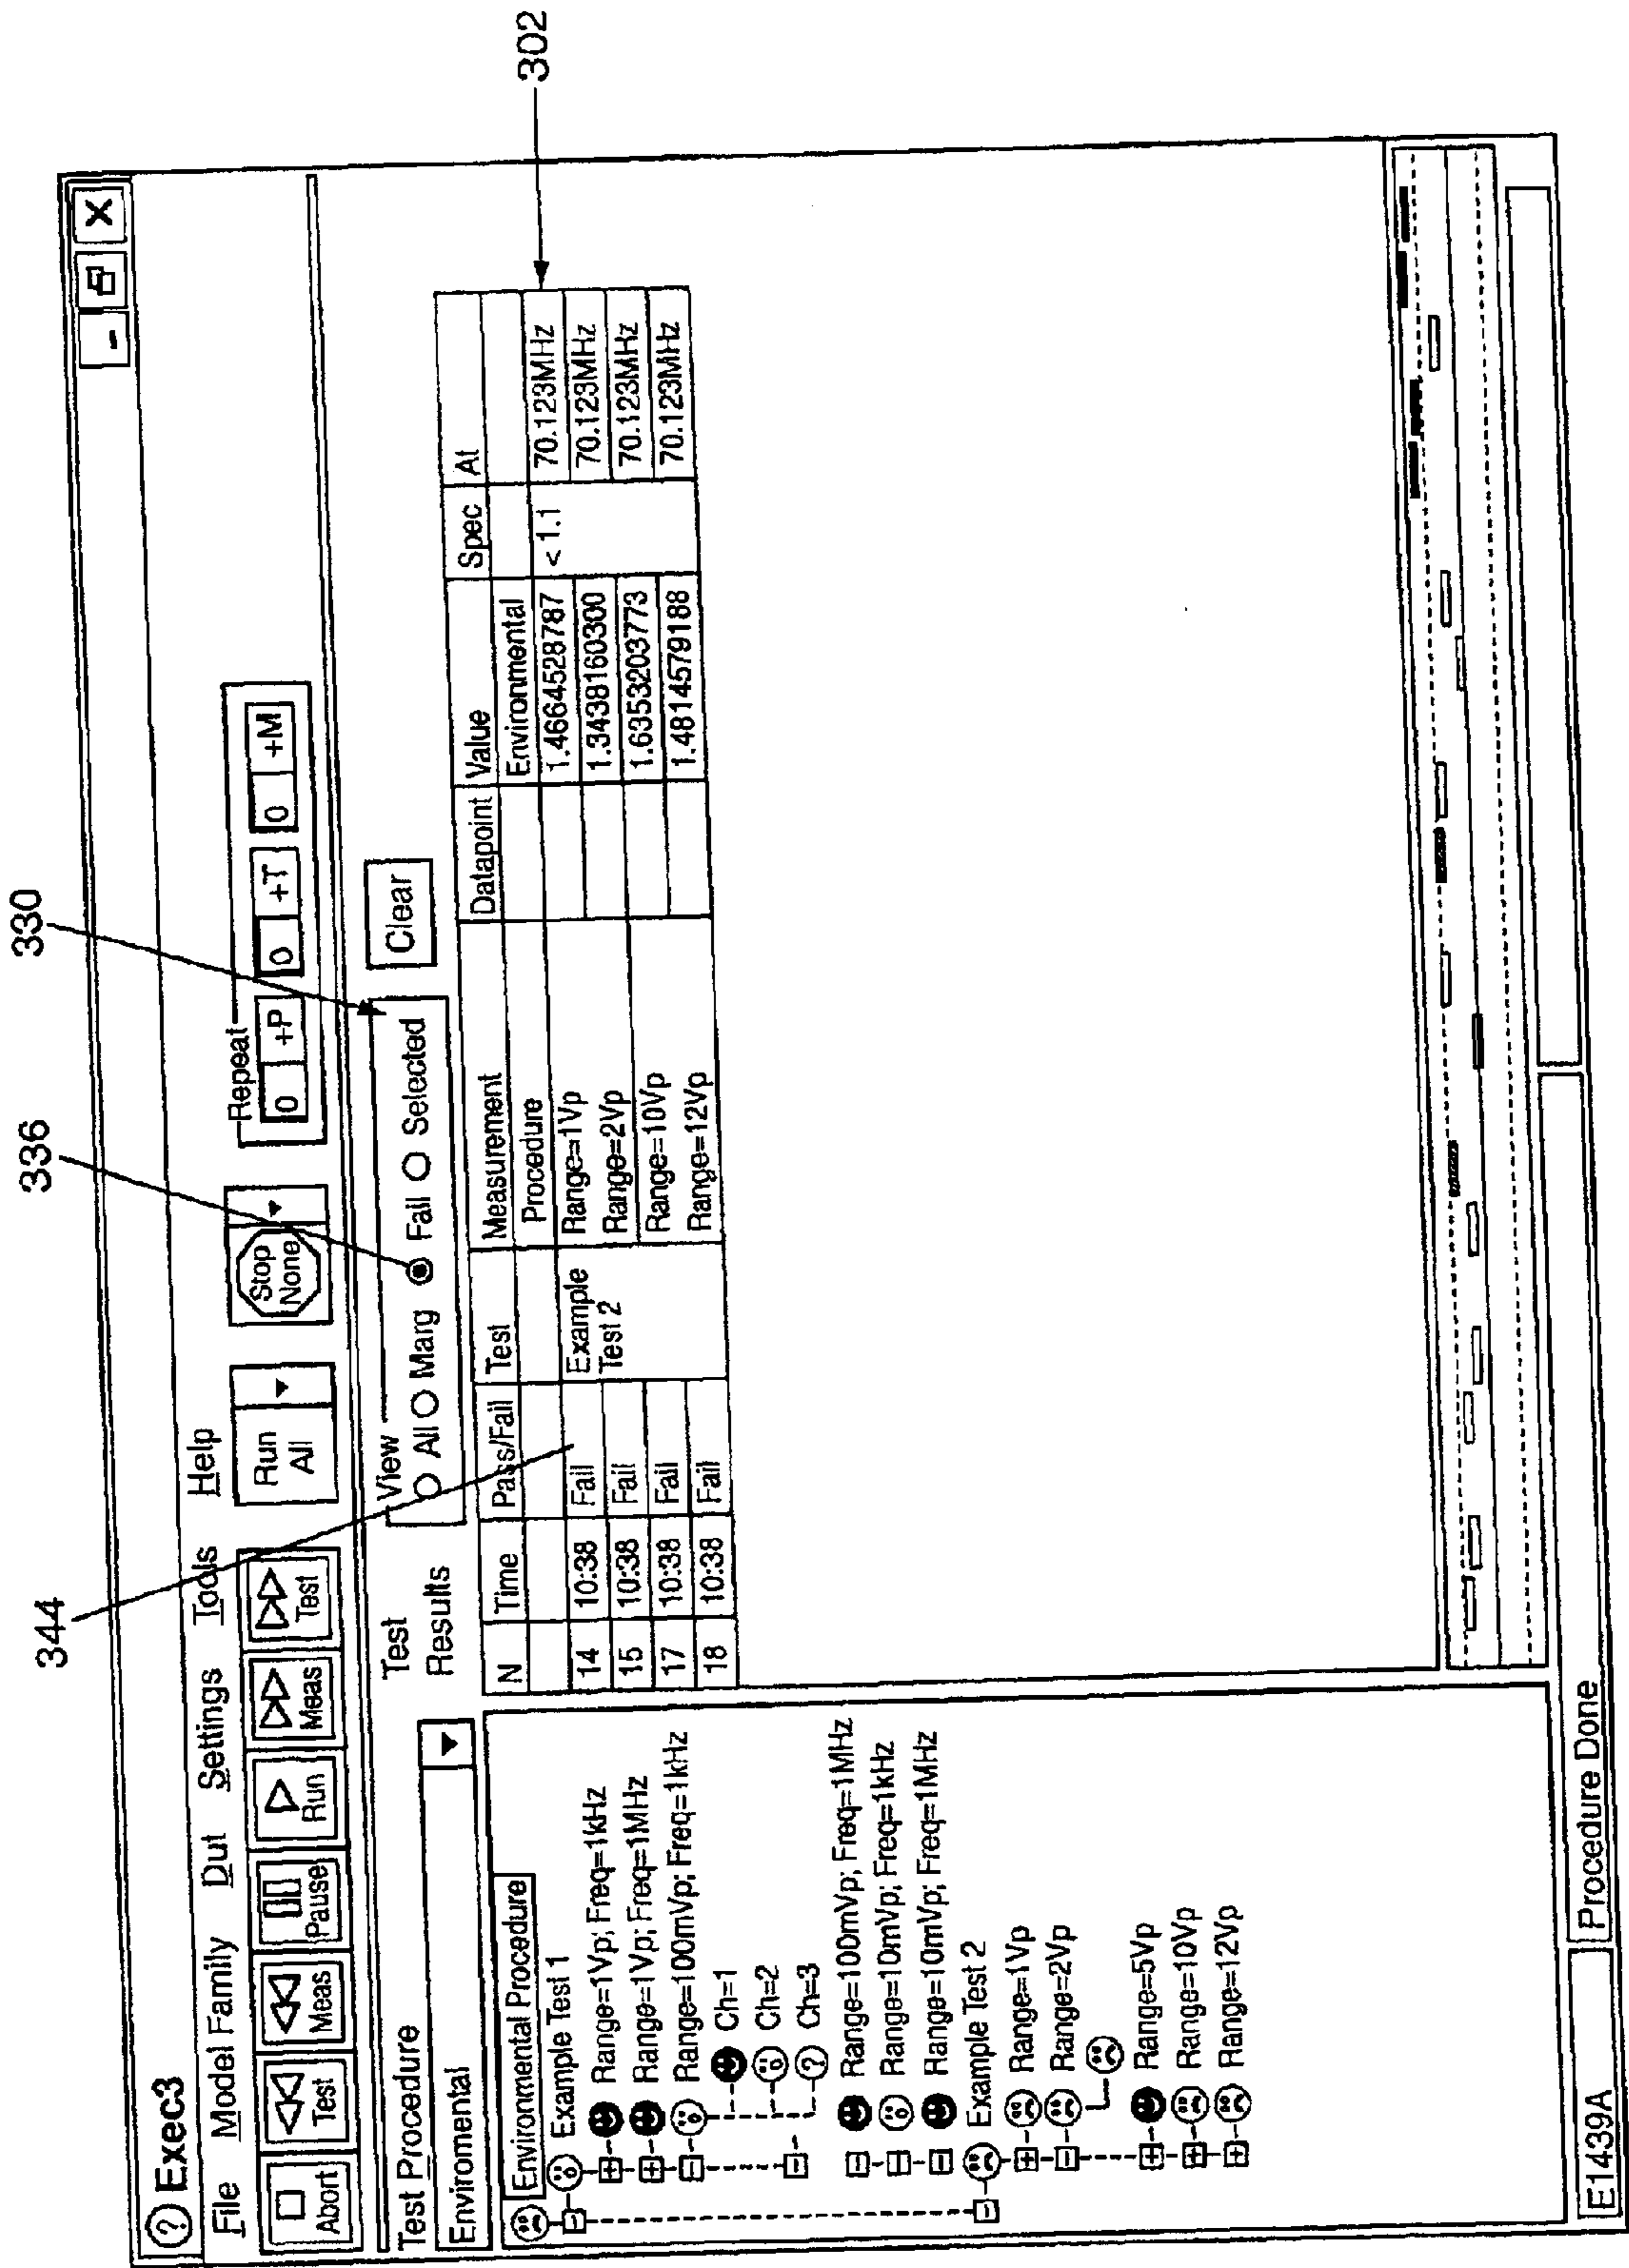 344
336
330
302
Exec3
File Model Family Dut Settings Tools Help
Abort
Test
Meas
Pause
Run
Meas
Test
Run All
Stop None
Repeat
0 +P 0 +T 0 +M
Test Procedure
Enviromental
Test Results
View
All Marg Fail Selected
Clear
Environmental Procedure
Example Test 1
Range=1Vp; Freq=1kHz
Range=1Vp; Freq=1MHz
Range=100mVp; Freq=1kHz
Ch=1
Ch=2
Ch=3
Range=100mVp; Freq=1MHz
Range=10mVp; Freq=1kHz
Range=10mVp; Freq=1MHz
Example Test 2
Range=1Vp
Range=2Vp
Range=5Vp
Range=10Vp
Range=12Vp
N Time Pass/Fail Test Measurement Datapoint Value Spec At
Procedure Environmental
14 10:38 Fail Example Test 2 Range=1Vp 1.4664528787 < 1.1 70.123MHz
15 10:38 Fail Range=2Vp 1.3438160300 70.123MHz
17 10:38 Fail Range=10Vp 1.6353203773 70.123MHz
18 10:38 Fail Range=12Vp 1.4814579188 70.123MHz
E1439A
Procedure Done